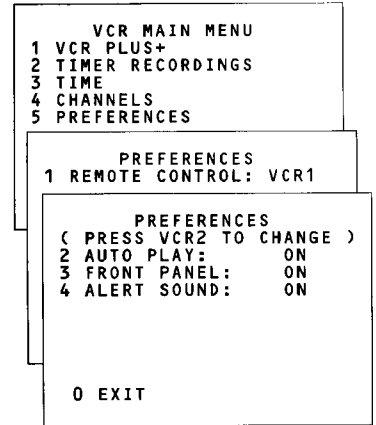 VCR MAIN MENU
1 VCR PLUS+
2 TIMER RECORDINGS
3 TIME
4 CHANNELS
5 PREFERENCES
PREFERENCES
1 REMOTE CONTROL: VCR1
PREFERENCES
( PRESS VCR2 TO CHANGE )
2 AUTO PLAY: ON
3 FRONT PANEL: ON
4 ALERT SOUND: ON
0 EXIT